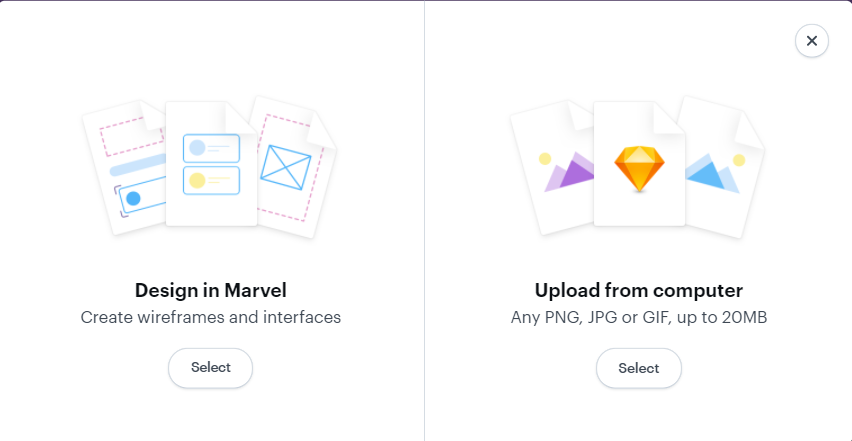 Design in Marvel
Create wireframes and interfaces
Select
Upload from computer
Any PNG, JPG or GIF, up to 20MB
Select